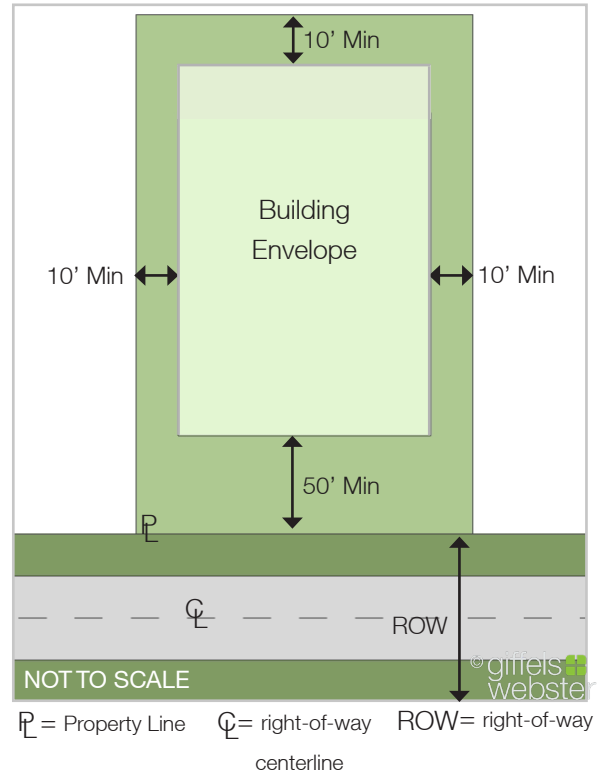 10’ Min
Building
Envelope
10’ Min
10’ Min
50’ Min
PL
CL
ROW
NOT TO SCALE
© giffels
webster
PL = Property Line CL = right-of-way ROW= right-of-way
centerline